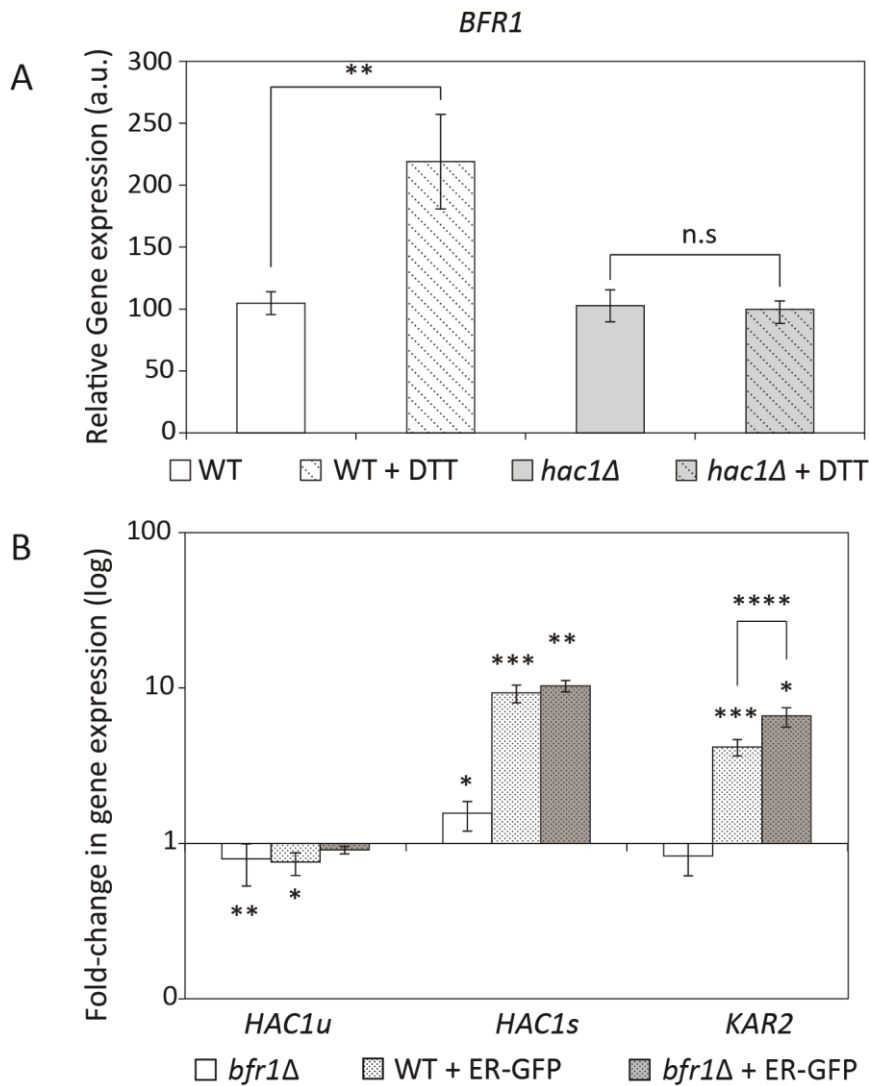 BFR1
A
Relative Gene expression (a.u.)
300
250
200
150
100
50
0
**
n.s
WT
WT + DTT
hac1Δ
hac1Δ + DTT
B
Fold-change in gene expression (log)
100
10
1
0
**
*
*
***
**
***
*
****
HAC1u
HAC1s
KAR2
bfr1Δ
WT + ER-GFP
bfr1Δ + ER-GFP